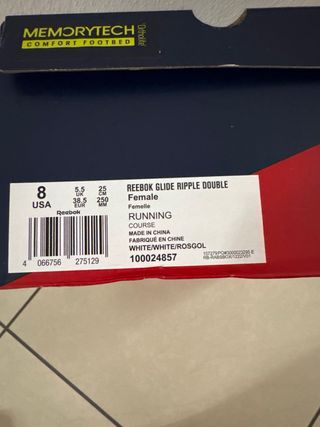 MEMORYTECH
COMFORT FOOTBED
8
USA
5.5
UK
38.5
EUR
25
CM
250
MM
Reebok
4 066756 275129
REEBOK GLIDE RIPPLE DOUBLE
Female
Femelle
RUNNING
COURSE
MADE IN CHINA
FABRIQUÉ EN CHINE
WHITE/WHITE/ROSGOL
100024857